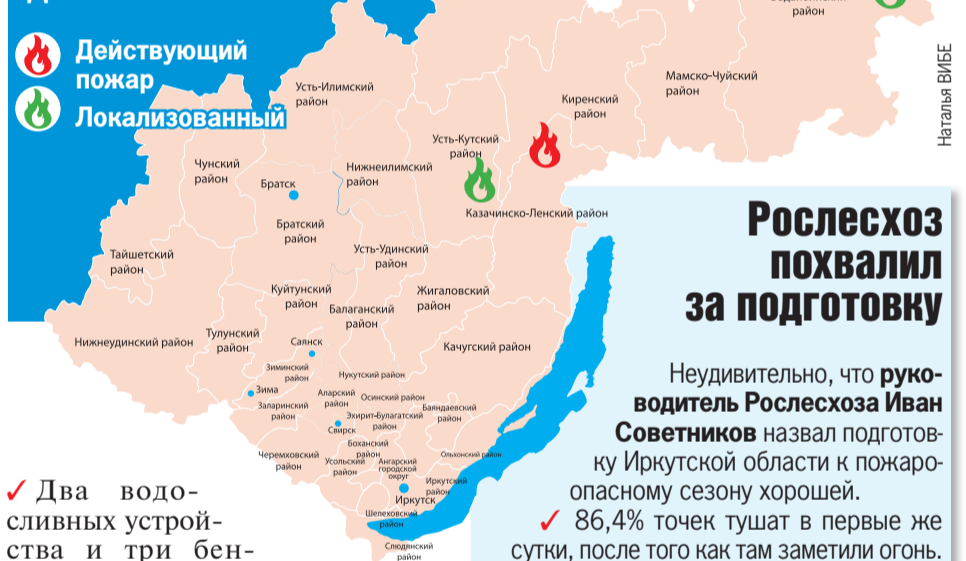 Действующий
пожар
Локализованный
район
Мамско-Чуйский
район
Киренский
район
Усть-Илимский
район
Усть-Кутский
район
Чунский
район
Нижнеилимский
район
Братск
Братский
район
Казачинско-Ленский район
Усть-Удинский
район
Тайшетский
район
Куйтунский
район
Жигаловский
район
Балаганский
район
Нижнеудинский район
Тулунский
район
Саянск
Качугский район
Зиминский
район
Нукутский район
Зима
Аларский
район
Осинский район
Заларинский
район
Баяндаевский
район
Эхирит-Булагатский
район
Свирск
Боханский
район
Черемховский
район
Усольский
район
Ангарский
городской
округ
Ольхонский район
Иркутский
район
Иркутск
Шелеховский
район
Слюдянский
район
Наталья ВИБЕ
Рослесхоз
похвалил
за подготовку
Неудивительно, что руко-
водитель Рослесхоза Иван
Советников назвал подготов-
ку Иркутской области к пожаро-
опасному сезону хорошей.
✓ 86,4% точек тушат в первые же
сутки, после того как там заметили огонь.
✓ Два водо-
сливных устрой-
ства и три бен-